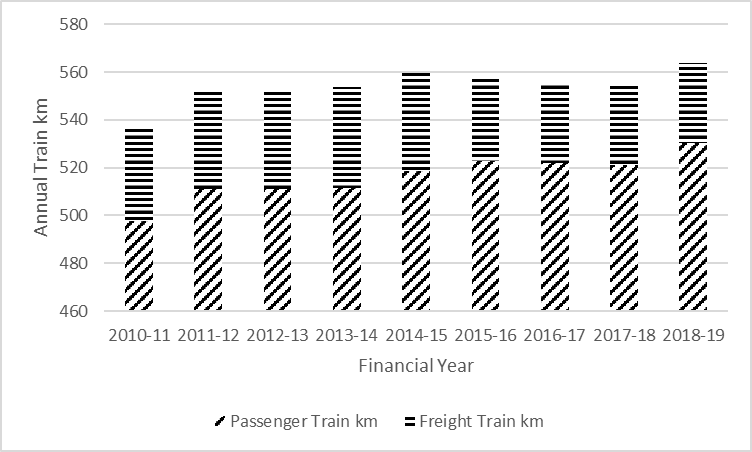 580
560
540
520
500
480
460
Annual Train km
2010-11 2011-12 2012-13 2013-14 2014-15 2015-16 2016-17 2017-18 2018-19
Financial Year
Passenger Train km Freight Train km